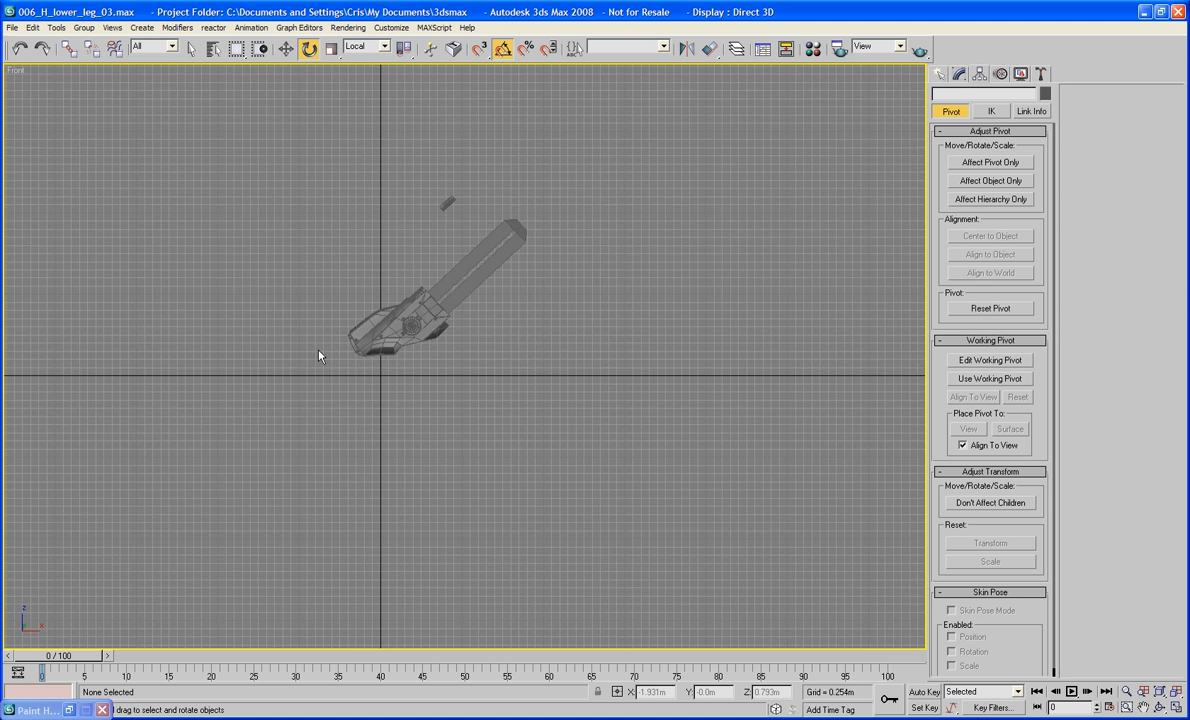 006_H_lower_leg_03.max - Project Folder: C:\Documents and Settings\Cris\My Documents\3dsmax - Autodesk 3ds Max 2008 - Not for Resale - Display : Direct 3D
File Edit Tools Group Views Create Modifiers reactor Animation Graph Editors Rendering Customize MAXScript Help
All Local View
Front
Pivot IK Link Info
- Adjust Pivot
Move/Rotate/Scale:
Affect Pivot Only
Affect Object Only
Affect Hierarchy Only
Alignment:
Center to Object
Align to Object
Align to World
Pivot:
Reset Pivot
- Working Pivot
Edit Working Pivot
Use Working Pivot
Align To View Reset
Place Pivot To:
View Surface
Align To View
- Adjust Transform
Move/Rotate/Scale:
Don't Affect Children
Reset:
Transform
Scale
- Skin Pose
Skin Pose Mode
Enabled:
Position
Rotation
Scale
z
x
< 0 / 100 >
0 5 10 15 20 25 30 35 40 45 50 55 60 65 70 75 80 85 90 95 100
None Selected X: -1.931m Y: -0.0m Z: 0.793m Grid = 0.254m Auto Key Selected
Paint H... drag to select and rotate objects Add Time Tag Set Key Key Filters... 0